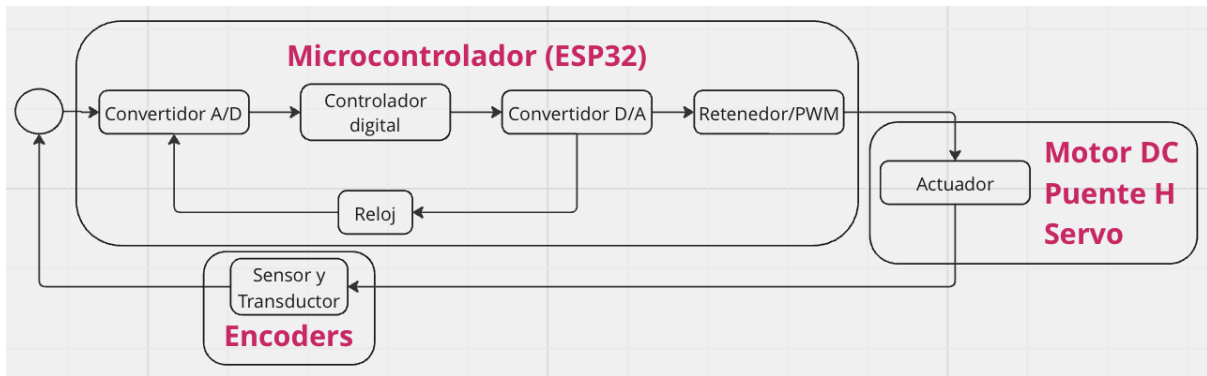 Microcontrolador (ESP32)
Convertidor A/D
Controlador
digital
Convertidor D/A
Retenedor/PWM
Reloj
Actuador
Motor DC
Puente H
Servo
Sensor y
Transductor
Encoders